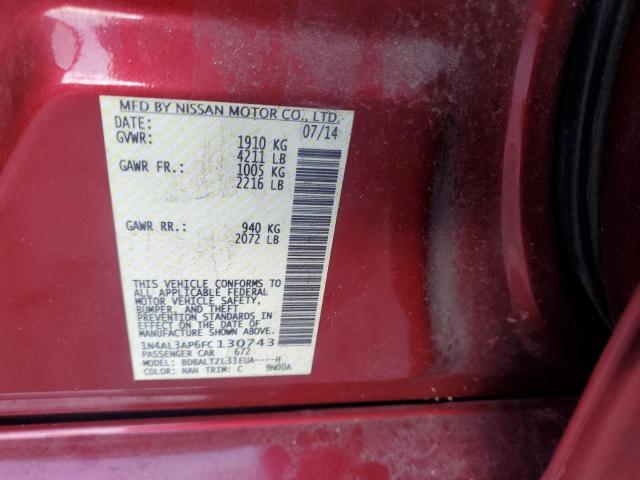 MFD BY NISSAN MOTOR CO., LTD.
DATE: 07/14
GVWR: 1910 KG
4211 LB
GAWR FR.: 1005 KG
2216 LB
GAWR RR.: 940 KG
2072 LB
THIS VEHICLE CONFORMS TO
ALL APPLICABLE FEDERAL
MOTOR VEHICLE SAFETY,
BUMPER, AND THEFT
PREVENTION STANDARDS
IN EFFECT ON THE DATE OF
MANUFACTURE SHOWN ABOVE.
1N4AL3AP6FC130743
PASSENGER CAR 672
MODEL: BDBALTZL33EUA----H
COLOR: NAH TRIM: C 9N00A